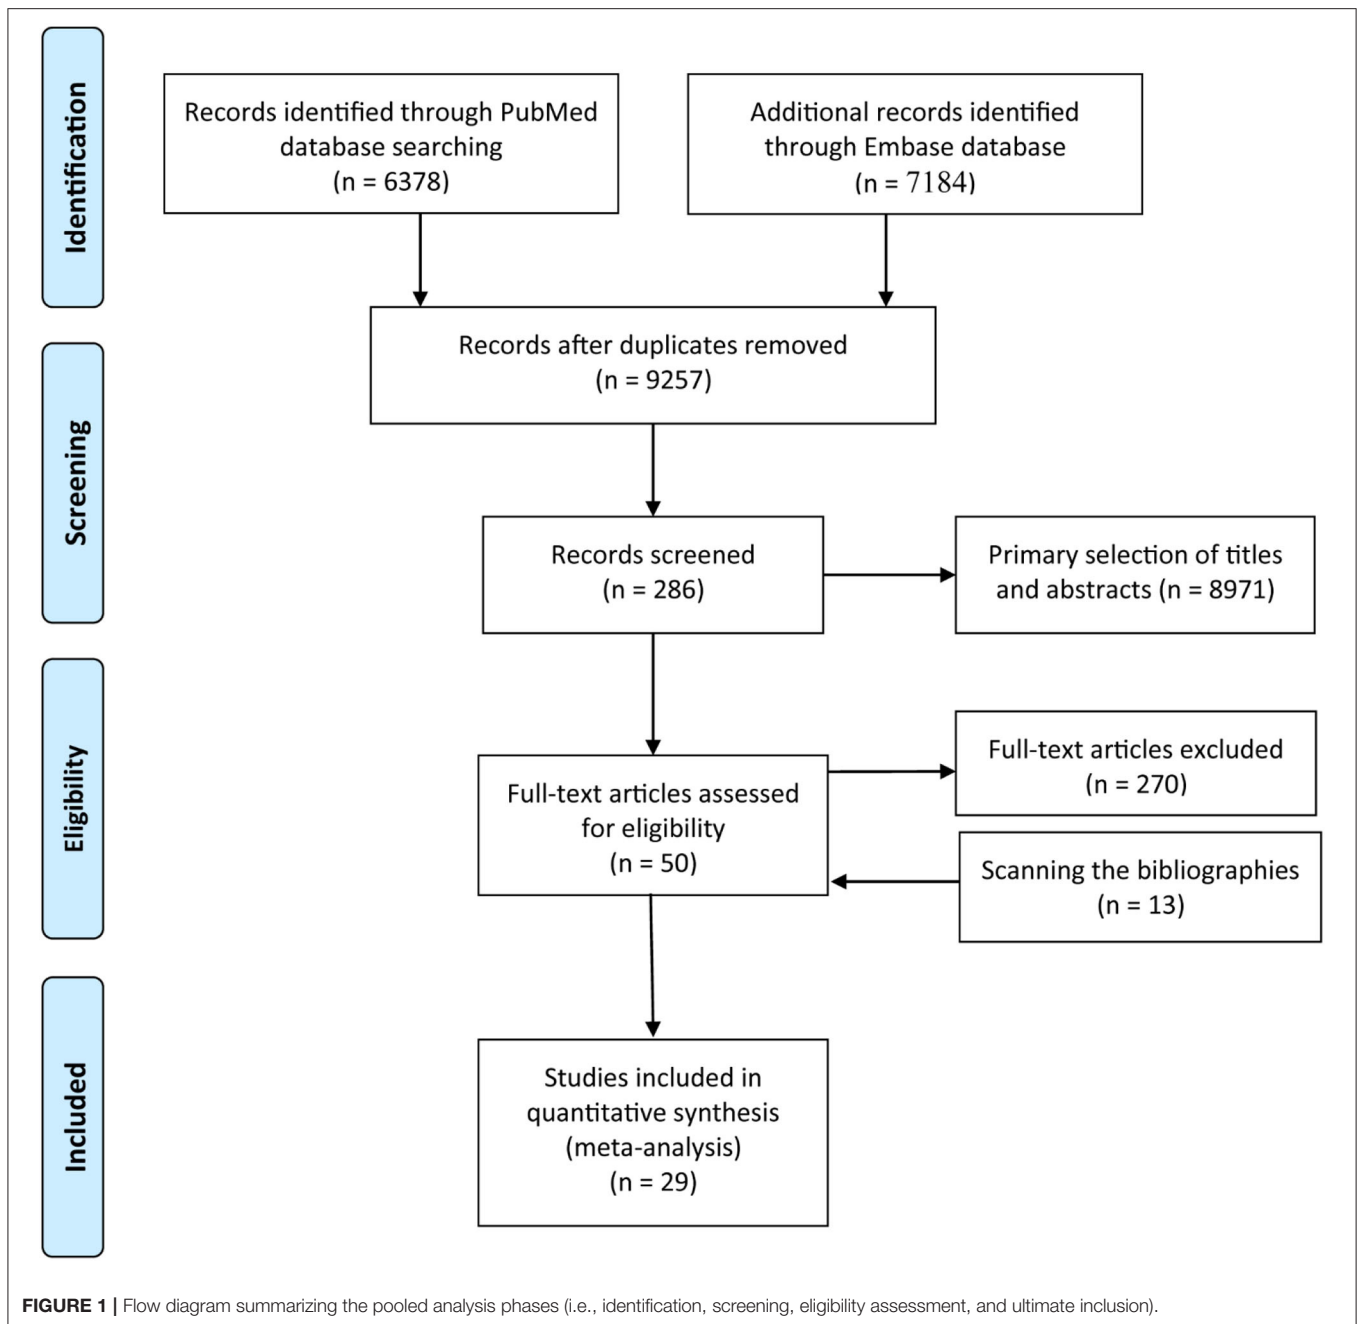 Identification
Records identified through PubMed
database searching
(n = 6378)
Additional records identified
through Embase database
(n = 7184)
Screening
Records after duplicates removed
(n = 9257)
Records screened
(n = 286)
Primary selection of titles
and abstracts (n = 8971)
Eligibility
Full-text articles assessed
for eligibility
(n = 50)
Full-text articles excluded
(n = 270)
Scanning the bibliographies
(n = 13)
Included
Studies included in
quantitative synthesis
(meta-analysis)
(n = 29)
FIGURE 1 | Flow diagram summarizing the pooled analysis phases (i.e., identification, screening, eligibility assessment, and ultimate inclusion).